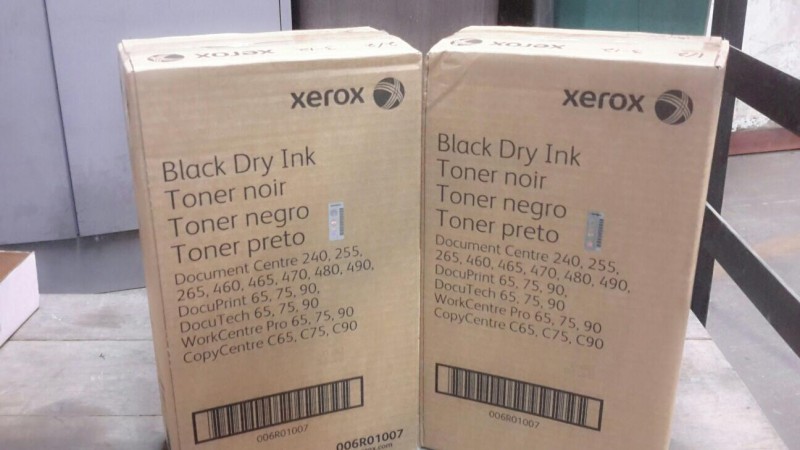 xerox
xerox
Black Dry Ink
Toner noir
Toner negro
Toner preto
Document Centre 240, 255,
265, 460, 465, 470, 480, 490,
DocuPrint 65, 75, 90,
DocuTech 65, 75, 90
WorkCentre Pro 65, 75, 90
CopyCentre C65, C75, C90
006R01007
006R01007
xerox
xerox
Black Dry Ink
Toner noir
Toner negro
Toner preto
Document Centre 240, 255,
265, 460, 465, 470, 480, 490,
DocuPrint 65, 75, 90,
DocuTech 65, 75, 90
WorkCentre Pro 65, 75, 90
CopyCentre C65, C75, C90
006R01007